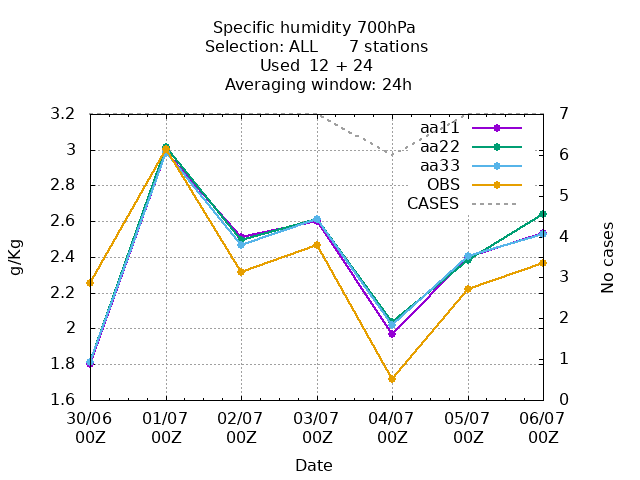 Specific humidity 700hPa
Selection: ALL      7 stations
Used  12 + 24
Averaging window: 24h
3.2
3
2.8
2.6
2.4
2.2
2
1.8
1.6
g/Kg
7
6
5
4
3
2
1
0
No cases
aa11
aa22
aa33
OBS
CASES
30/06 01/07 02/07 03/07 04/07 05/07 06/07
00Z 00Z 00Z 00Z 00Z 00Z 00Z
Date